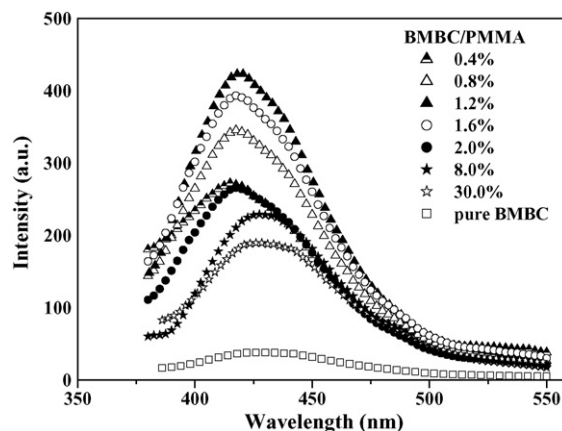 500
400
300
200
100
0
Intensity (a.u.)
BMBC/PMMA
0.4%
0.8%
1.2%
1.6%
2.0%
8.0%
30.0%
pure BMBC
350 400 450 500 550
Wavelength (nm)